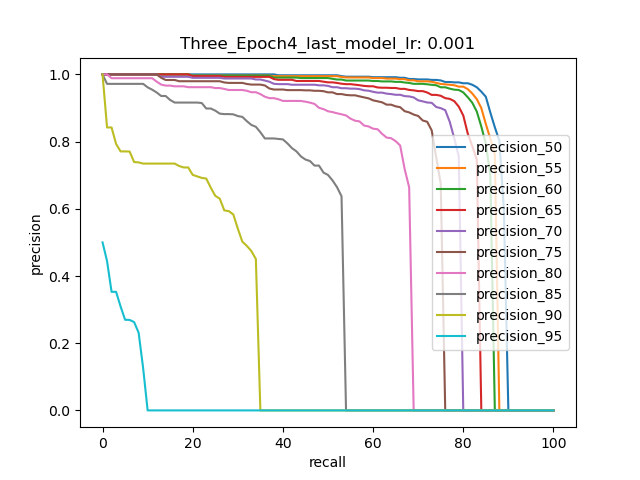 Three_Epoch4_last_model_lr: 0.001
precision
1.0
0.8
0.6
0.4
0.2
0.0
precision_50
precision_55
precision_60
precision_65
precision_70
precision_75
precision_80
precision_85
precision_90
precision_95
0 20 40 60 80 100
recall